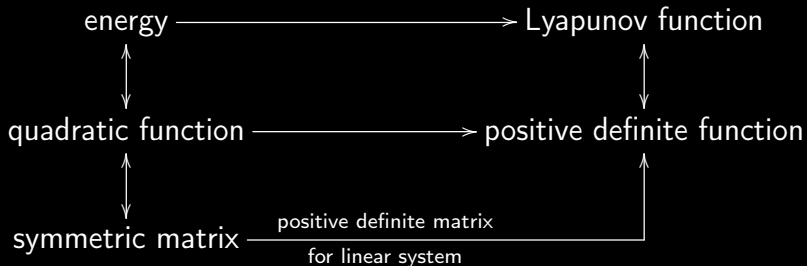 energy
Lyapunov function
quadratic function
positive definite function
positive definite matrix
symmetric matrix
for linear system